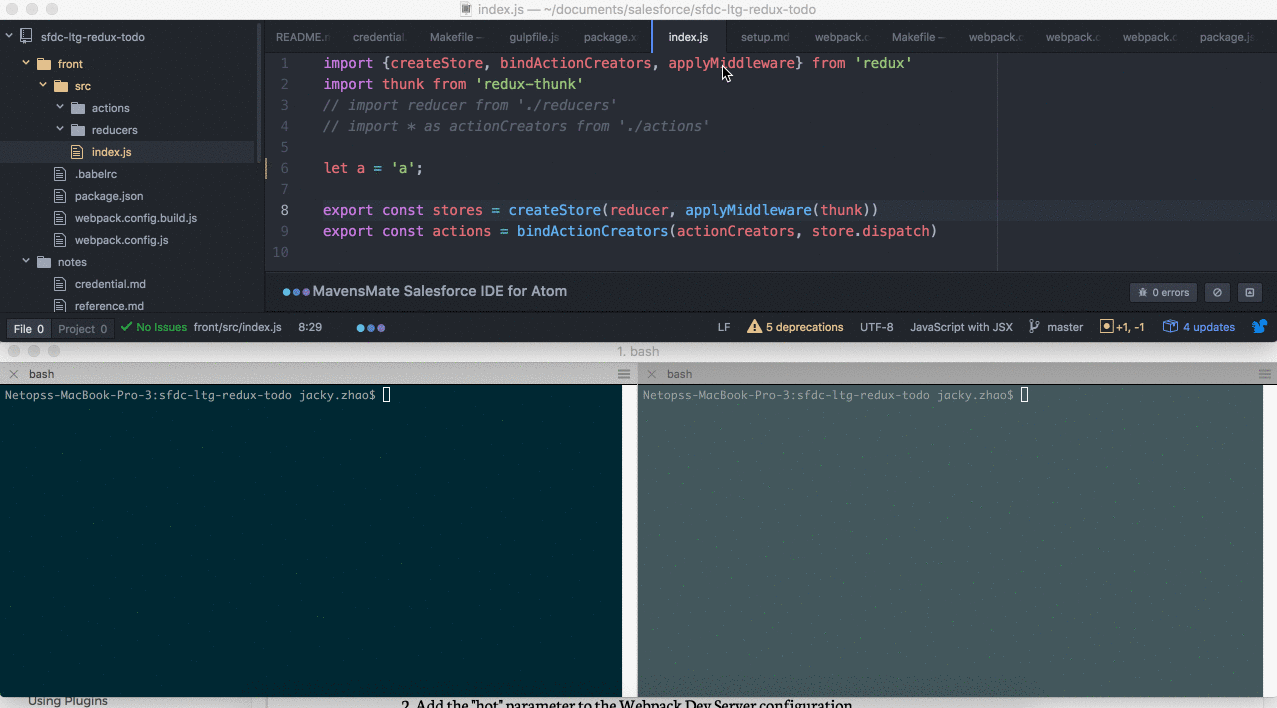 index.js — ~/documents/salesforce/sfdc-ltg-redux-todo
sfdc-ltg-redux-todo
front
src
actions
reducers
index.js
.babelrc
package.json
webpack.config.build.js
webpack.config.js
notes
credential.md
reference.md
README.m credential. Makefile — gulpfile.js package.x index.js setup.md webpack.c Makefile — webpack.c webpack.c webpack.c package.js
1 import {createStore, bindActionCreators, applyMiddleware} from 'redux'
2 import thunk from 'redux-thunk'
3 // import reducer from './reducers'
4 // import * as actionCreators from './actions'
5
6 let a = 'a';
7
8 export const stores = createStore(reducer, applyMiddleware(thunk))
9 export const actions = bindActionCreators(actionCreators, store.dispatch)
10
MavensMate Salesforce IDE for Atom
0 errors
File 0 Project 0 No Issues front/src/index.js 8:29 LF 5 deprecations UTF-8 JavaScript with JSX master +1, -1 4 updates
1. bash
bash
Netopss-MacBook-Pro-3:sfdc-ltg-redux-todo jacky.zhao$
bash
Netopss-MacBook-Pro-3:sfdc-ltg-redux-todo jacky.zhao$
Using Plugins
2. Add the "hot" parameter to the Webpack Dev Server configuration